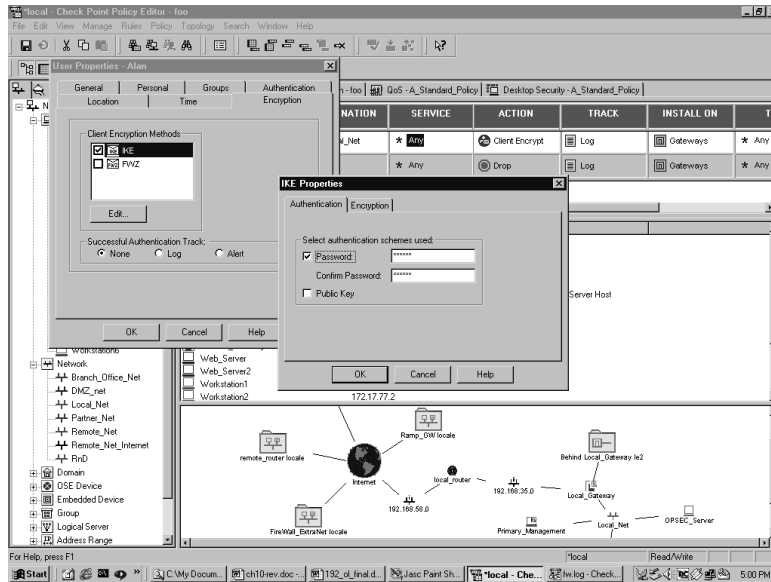 *local - Check Point Policy Editor - foo
File Edit View Manage Rules Policy Topology Search Window Help
User Properties - Alan
General Personal Groups Authentication
Location Time Encryption
Client Encryption Methods
IKE
FWZ
Edit...
Successful Authentication Track:
None Log Alert
OK Cancel Help
n - foo QoS - A_Standard_Policy Desktop Security - A_Standard_Policy
NATION SERVICE ACTION TRACK INSTALL ON T
al_Net * Any Client Encrypt Log Gateways * Any
* Any Drop Log Gateways * Any
IKE Properties
Authentication Encryption
Select authentication schemes used:
Password: ******
Confirm Password: ******
Public Key
OK Cancel Help
Server Host
Workstation6
Network
Branch_Office_Net
DMZ_net
Local_Net
Partner_Net
Remote_Net
Remote_Net_Internet
RnD
Domain
OSE Device
Embedded Device
Group
Logical Server
Address Range
Web_Server
Web_Server2
Workstation1
Workstation2 172.17.77.2
Ramp_GW locale
remote_router locale
Internet
local_router
192.168.35.0
Behind Local_Gateway Ie2
Local_Gateway
192.168.58.0
FireWall_ExtraNet locale
Primary_Management
Local_Net
OPSEC_Server
For Help, press F1 *local Read/Write
Start C:\My Docum... ch10-rev.doc -... 192_ol_final.d... Jasc Paint Sh... *local - Che... fw.log - Check... 5:00 PM